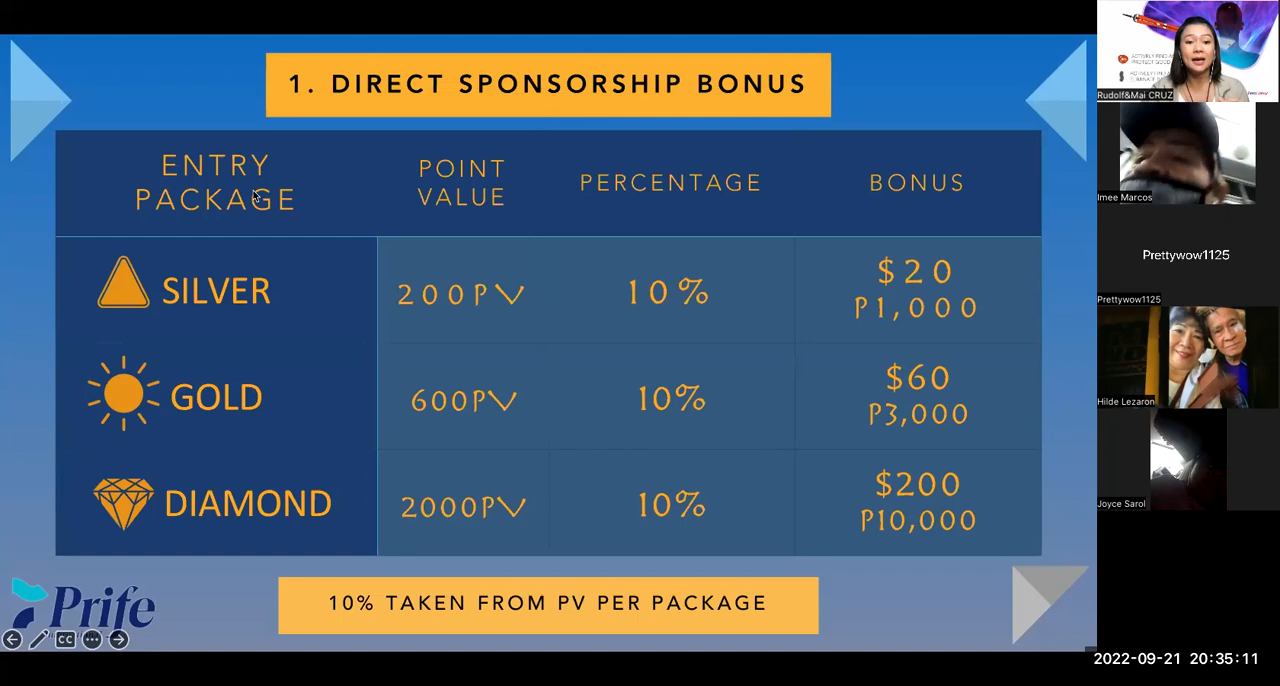 1. DIRECT SPONSORSHIP BONUS
ENTRY
PACKAGE
POINT
VALUE
PERCENTAGE
BONUS
SILVER
200PV
10%
$20
P1,000
GOLD
600PV
10%
$60
P3,000
DIAMOND
2000PV
10%
$200
P10,000
10% TAKEN FROM PV PER PACKAGE
Prife
CC
Rudolf&Mai CRUZ
Imee Marcos
Prettywow1125
Prettywow1125
Hilde Lezaron
Joyce Sarol
2022-09-21 20:35:11